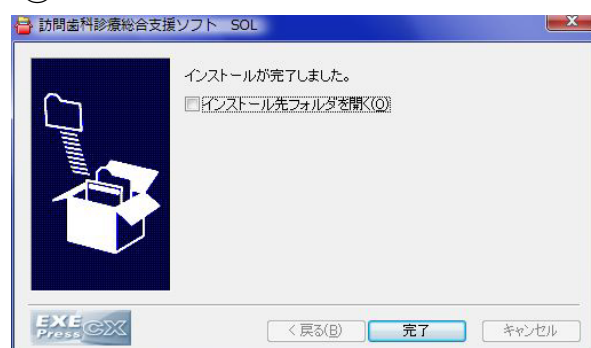 訪問歯科診療総合支援ソフト SOL
インストールが完了しました。
インストール先フォルダを開く(O)
EXE
Press CX
< 戻る(B)
完了
キャンセル